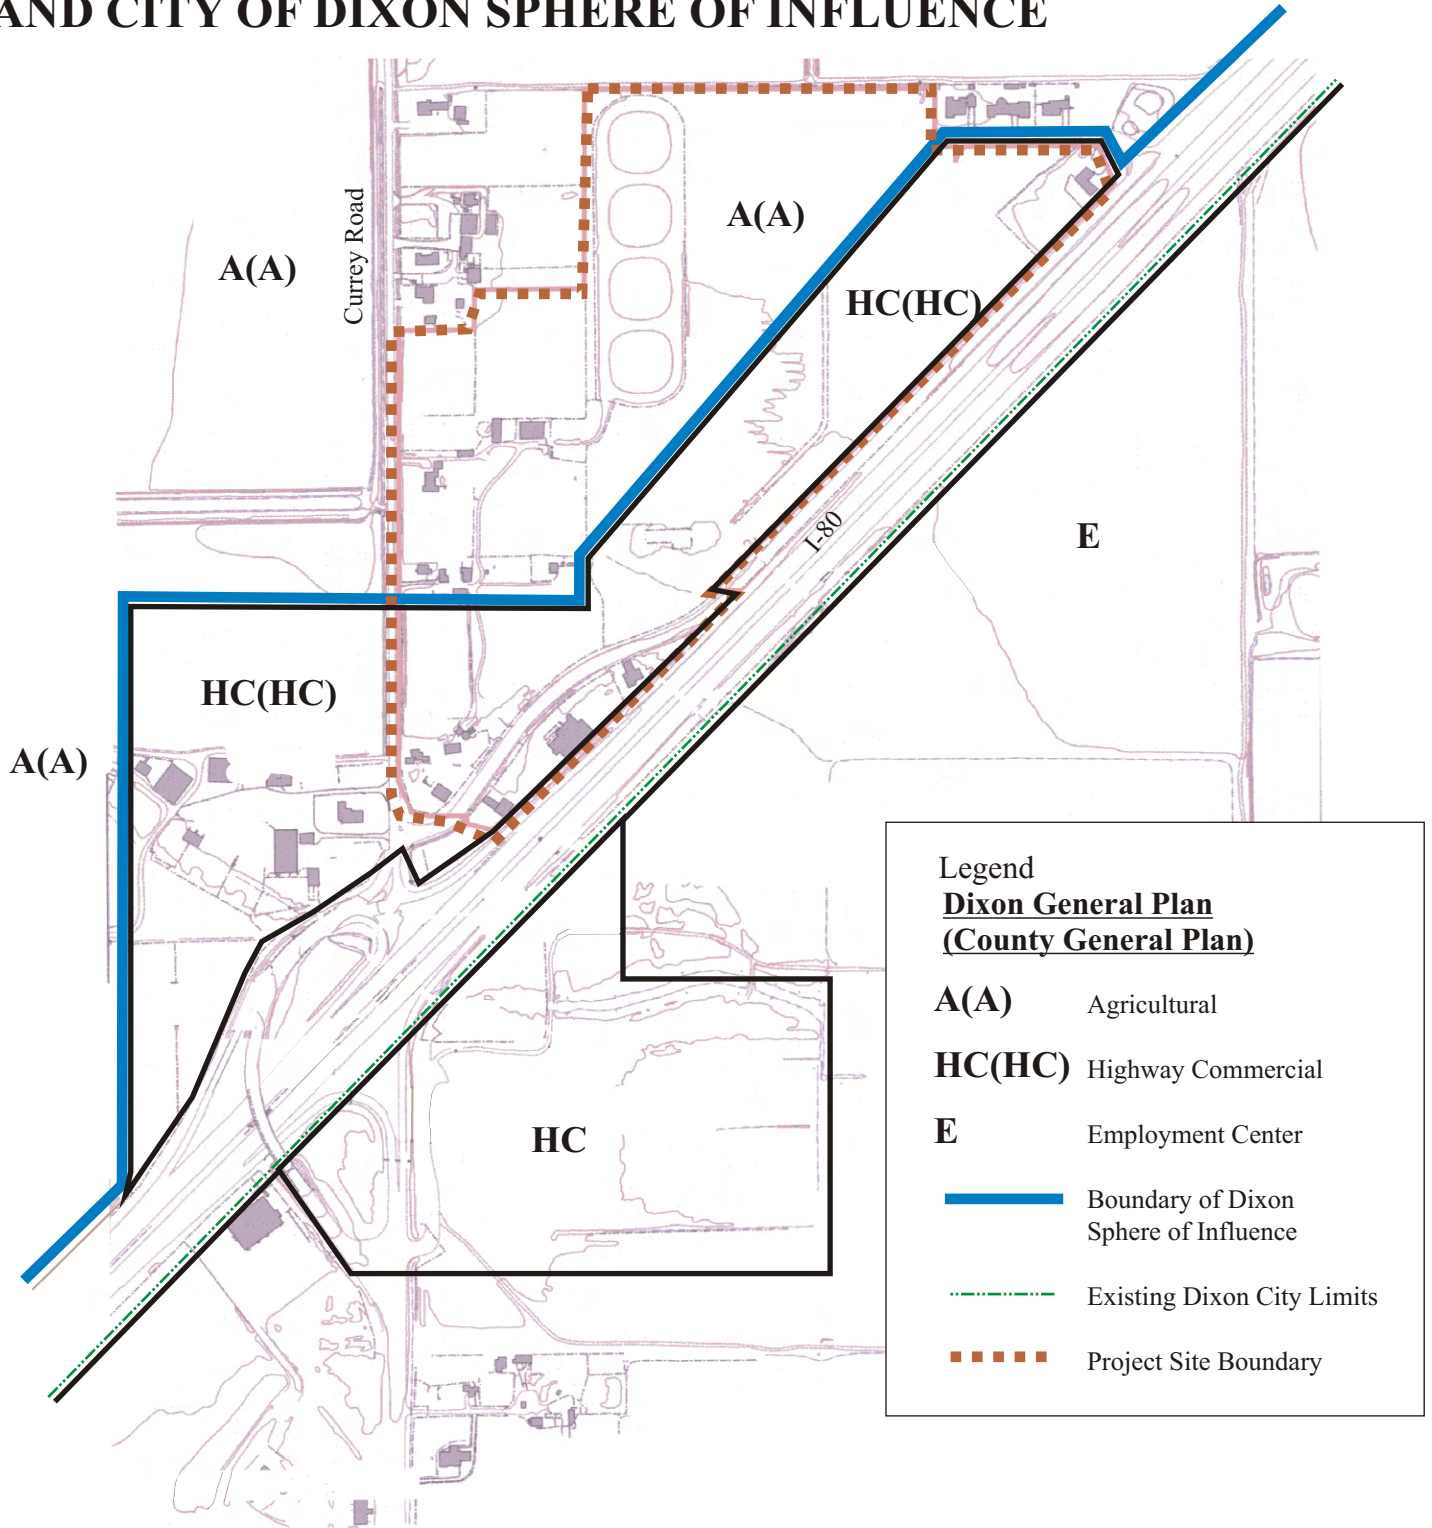 AND CITY OF DIXON SPHERE OF INFLUENCE
A(A)
A(A)
Currey Road
HC(HC)
I-80
E
HC(HC)
A(A)
HC
Legend
Dixon General Plan
(County General Plan)
A(A) Agricultural
HC(HC) Highway Commercial
E Employment Center
Boundary of Dixon
Sphere of Influence
Existing Dixon City Limits
Project Site Boundary